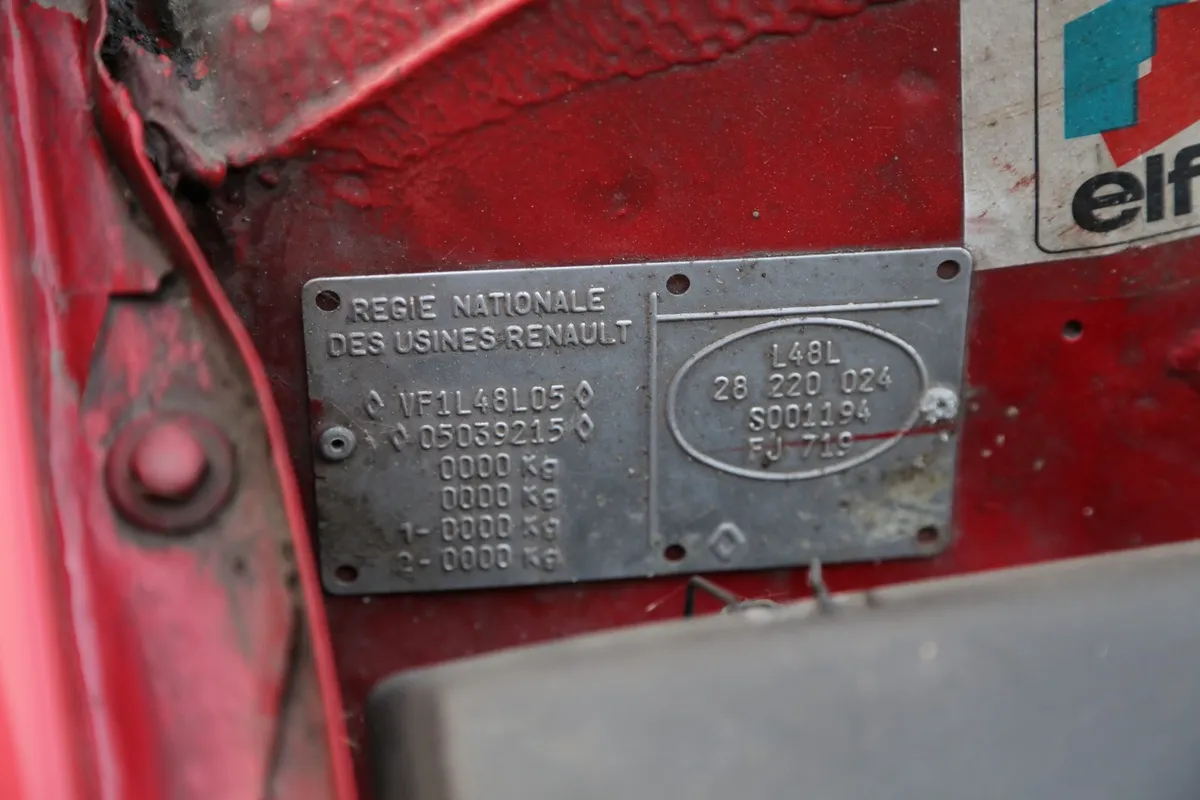 REGIE NATIONALE
DES USINES RENAULT
VF1L48L05
05039215
0000 Kg
0000 Kg
1- 0000 Kg
2- 0000 Kg
L48L
28 220 024
S001194
FJ 719
elf